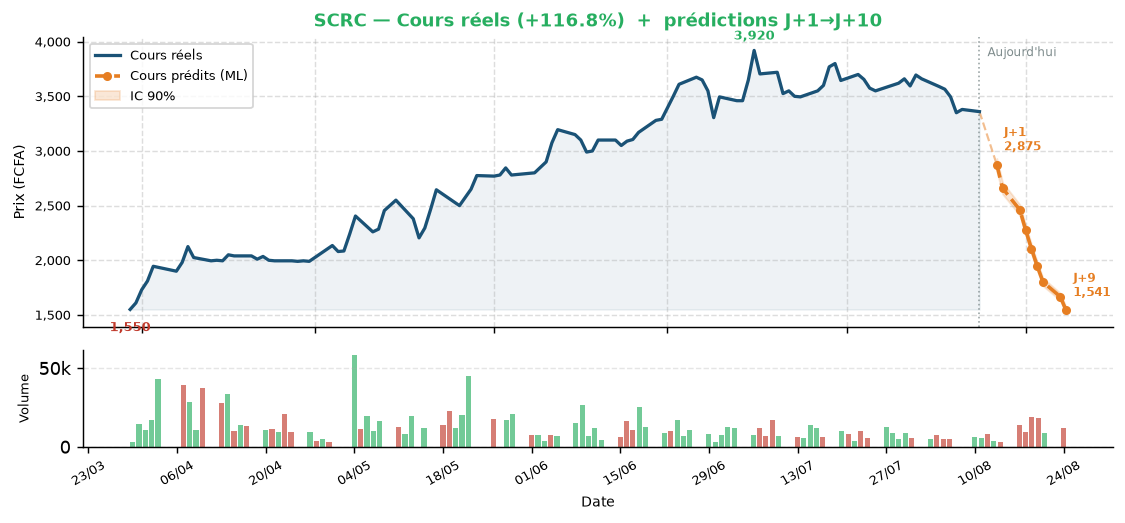 SCRC — Cours réels (+116.8%)  +  prédictions J+1→J+10
3,920
4,000
3,500
3,000
2,500
2,000
1,500
Prix (FCFA)
Cours réels
Cours prédits (ML)
IC 90%
Aujourd'hui
J+1
2,875
J+9
1,541
1,550
Volume
50k
0
23/03
06/04
20/04
04/05
18/05
01/06
15/06
29/06
13/07
27/07
10/08
24/08
Date